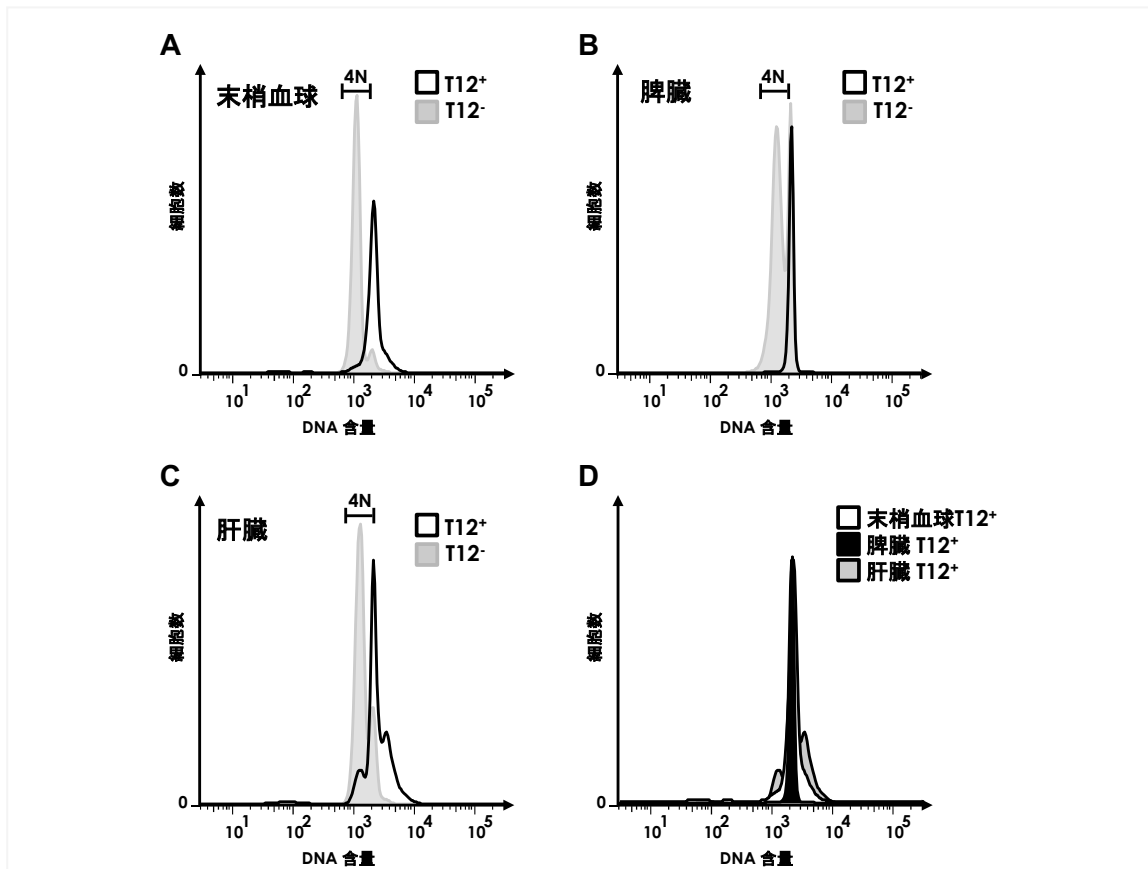 A
末梢血球
4N
T12⁺
T12⁻
細胞数
0
10¹ 10² 10³ 10⁴ 10⁵
DNA 含量
B
脾臓
4N
T12⁺
T12⁻
細胞数
0
10¹ 10² 10³ 10⁴ 10⁵
DNA 含量
C
肝臓
4N
T12⁺
T12⁻
細胞数
0
10¹ 10² 10³ 10⁴ 10⁵
DNA 含量
D
末梢血球T12⁺
脾臓 T12⁺
肝臓 T12⁺
細胞数
0
10¹ 10² 10³ 10⁴ 10⁵
DNA 含量